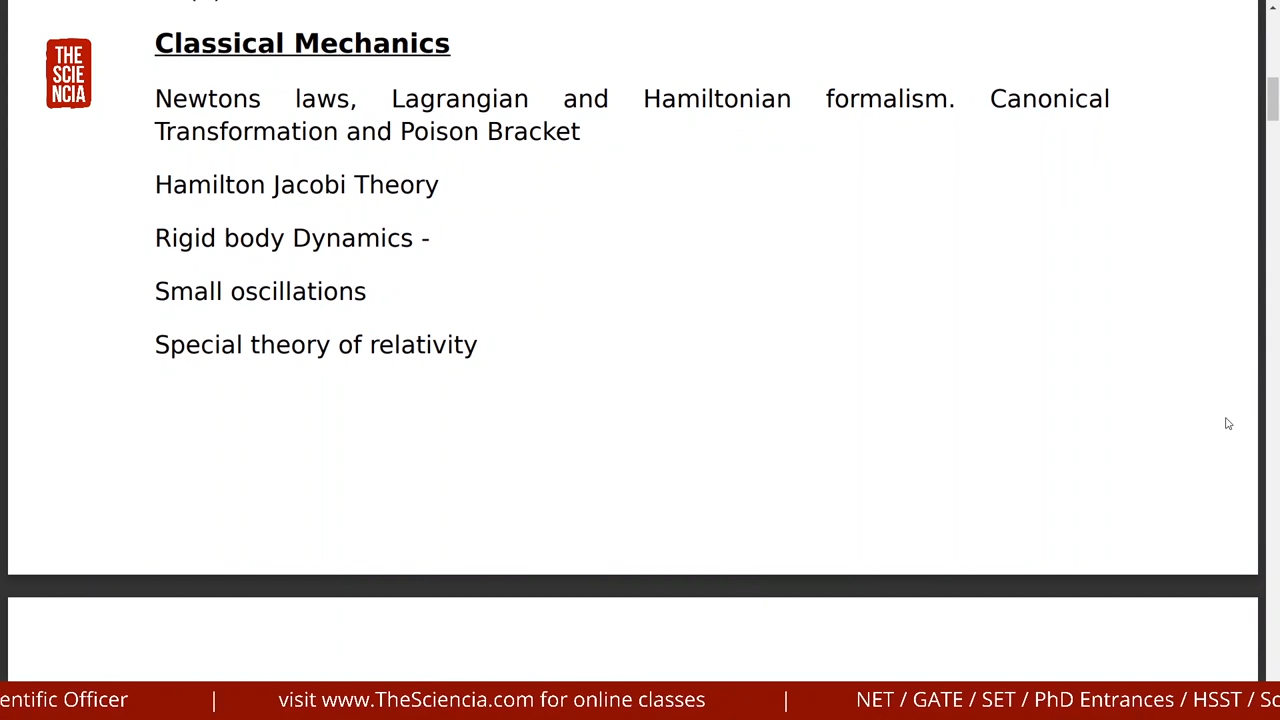 Classical Mechanics
THE
SCIE
NCIA
Newtons laws, Lagrangian and Hamiltonian formalism. Canonical
Transformation and Poison Bracket
Hamilton Jacobi Theory
Rigid body Dynamics -
Small oscillations
Special theory of relativity
entific Officer | visit www.TheSciencia.com for online classes | NET / GATE / SET / PhD Entrances / HSST / Sc